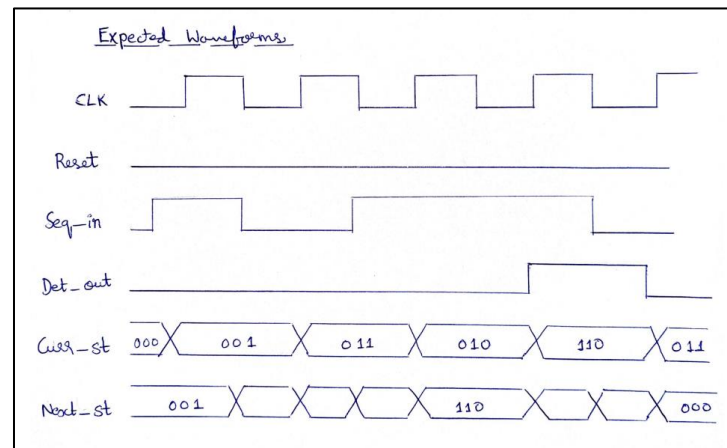 Expected Waveforms
CLK
Reset
Seq_in
Det_out
Curr_st 000 001 011 010 110 011
Next_st 001 110 000